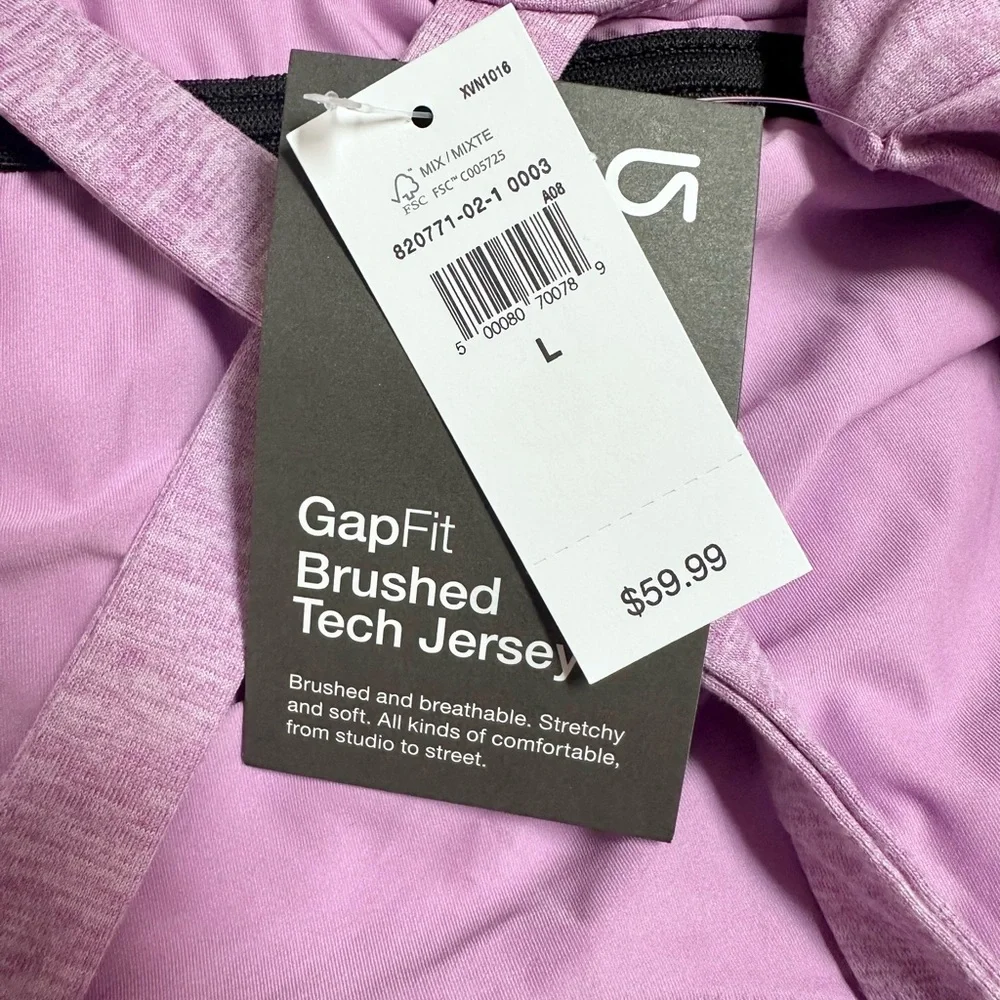 XVN1016
MIX/MIXTE
FSC™ C005725
FSC
820771-02-1 0003
A08
5 00080 70078 9
L
$59.99
GapFit
Brushed
Tech Jersey
Brushed and breathable. Stretchy
and soft. All kinds of comfortable,
from studio to street.